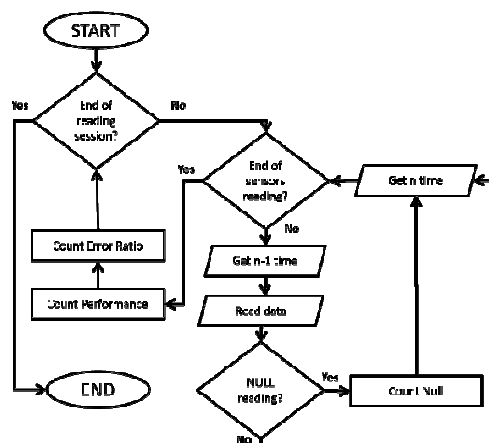 START
Yes
End of
reading
session?
No
Yes
End of
sensors
reading?
Get n time
No
Count Error Ratio
Get n-1 time
Count Performance
Read data
END
NULL
reading?
Yes
Count Null
No